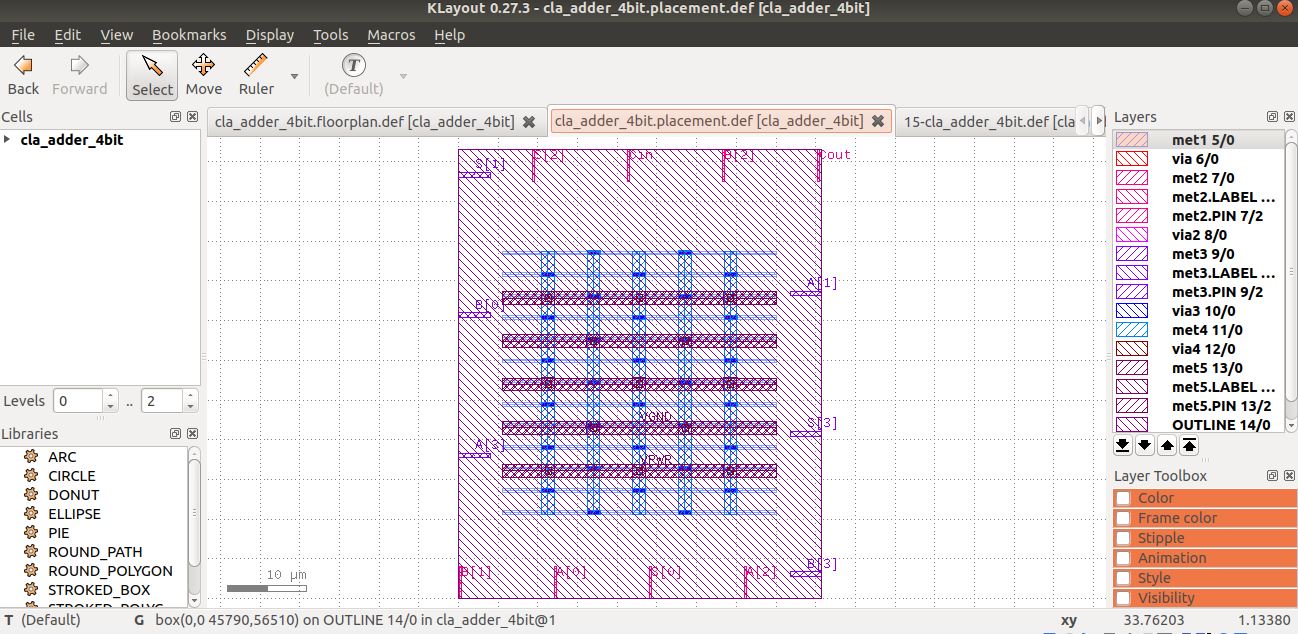 KLayout 0.27.3 - cla_adder_4bit.placement.def [cla_adder_4bit]
File Edit View Bookmarks Display Tools Macros Help
Back Forward Select Move Ruler T (Default)
Cells
cla_adder_4bit
Levels 0 .. 2
Libraries
ARC
CIRCLE
DONUT
ELLIPSE
PIE
ROUND_PATH
ROUND_POLYGON
STROKED_BOX
cla_adder_4bit.floorplan.def [cla_adder_4bit]
cla_adder_4bit.placement.def [cla_adder_4bit]
15-cla_adder_4bit.def [cla
S[1] S[2] Cin B[2] Cout
A[1]
B[0]
VGND S[3]
A[3]
VPWR
B[3]
B[1] A[0] S[0] A[2]
10 μm
Layers
met1 5/0
via 6/0
met2 7/0
met2.LABEL ...
met2.PIN 7/2
via2 8/0
met3 9/0
met3.LABEL ...
met3.PIN 9/2
via3 10/0
met4 11/0
via4 12/0
met5 13/0
met5.LABEL ...
met5.PIN 13/2
OUTLINE 14/0
Layer Toolbox
Color
Frame color
Stipple
Animation
Style
Visibility
T (Default) G box(0,0 45790,56510) on OUTLINE 14/0 in cla_adder_4bit@1 xy 33.76203 1.13380